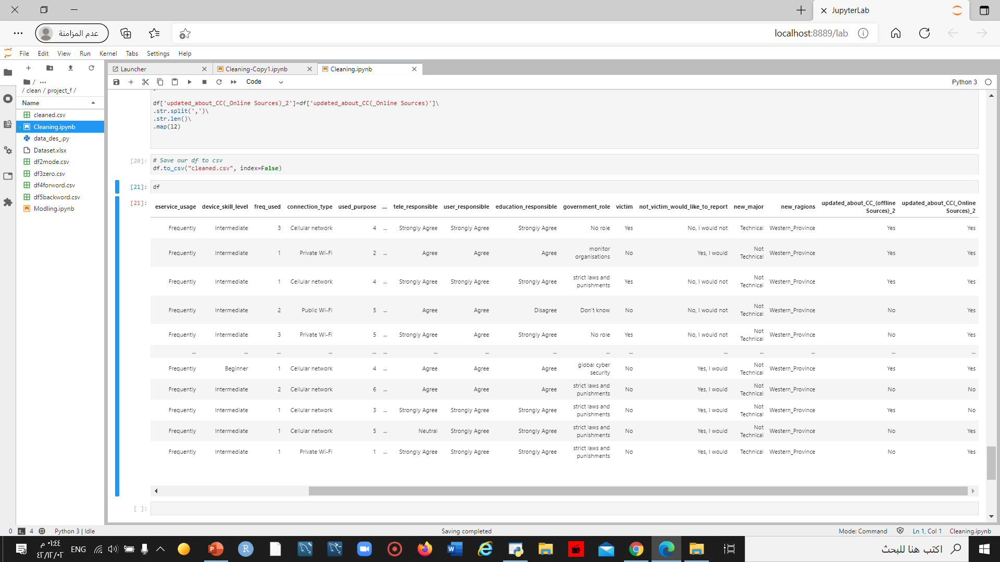 JupyterLab
عدم المزامنة
localhost:8889/lab
File Edit View Run Kernel Tabs Settings Help
/ ...
/ clean / project_f /
Name
cleaned.csv
Cleaning.ipynb
data_des_.py
Dataset.xlsx
df2mode.csv
df3zero.csv
df4forword.csv
df5backword.csv
Modling.ipynb
Launcher
Cleaning-Copy1.ipynb
Cleaning.ipynb
Code
Python 3
df['updated_about_CC(_Online Sources)_2']=df['updated_about_CC(_Online Sources)']\
.str.split(',')\
.str.len()\
.map(l2)
[20]: # Save our df to csv
df.to_csv("cleaned.csv", index=False)
[21]: df
[21]:
eservice_usage device_skill_level freq_used connection_type used_purpose ... tele_responsible user_responsible education_responsible government_role victim not_victim_would_like_to_report new_major new_ragions updated_about_CC_(offline Sources)_2 updated_about_CC(_Online Sources)_2
Frequently Intermediate 3 Cellular network 4 ... Strongly Agree Strongly Agree Strongly Agree No role Yes No, I would not Technical Western_Province Yes Yes
Frequently Intermediate 1 Private Wi-Fi 2 ... Agree Agree Agree monitor organisations No Yes, I would Not Technical Western_Province Yes Yes
Frequently Intermediate 1 Cellular network 4 ... Strongly Agree Strongly Agree Strongly Agree strict laws and punishments Yes No, I would not Not Technical Western_Province Yes Yes
Frequently Intermediate 2 Public Wi-Fi 5 ... Agree Agree Disagree Don't know No No, I would not Not Technical Western_Province No Yes
Frequently Intermediate 3 Private Wi-Fi 5 ... Strongly Agree Agree Strongly Agree No role Yes No, I would not Not Technical Western_Province No Yes
... ... ... ... ... ... ... ... ... ... ... ... ... ... ... ...
Frequently Beginner 1 Cellular network 4 ... Agree Agree Agree global cyber security No Yes, I would Not Technical Western_Province Yes Yes
Frequently Intermediate 2 Cellular network 6 ... Agree Agree Agree strict laws and punishments No Yes, I would Not Technical Western_Province No No
Frequently Intermediate 1 Cellular network 3 ... Strongly Agree Strongly Agree Strongly Agree strict laws and punishments No Yes, I would Not Technical Western_Province Yes No
Frequently Intermediate 1 Cellular network 5 ... Neutral Strongly Agree Strongly Agree strict laws and punishments No Yes, I would Not Technical Western_Province No Yes
Frequently Intermediate 1 Private Wi-Fi 1 ... Strongly Agree Strongly Agree Strongly Agree strict laws and punishments No Yes, I would Technical Western_Province No Yes
[ ]:
0 4 Python 3 | Idle
Saving completed
Mode: Command
Ln 1, Col 1
Cleaning.ipynb
٠١:٤٤ م
٤٢/١٢/٠٢
ENG
اكتب هنا للبحث